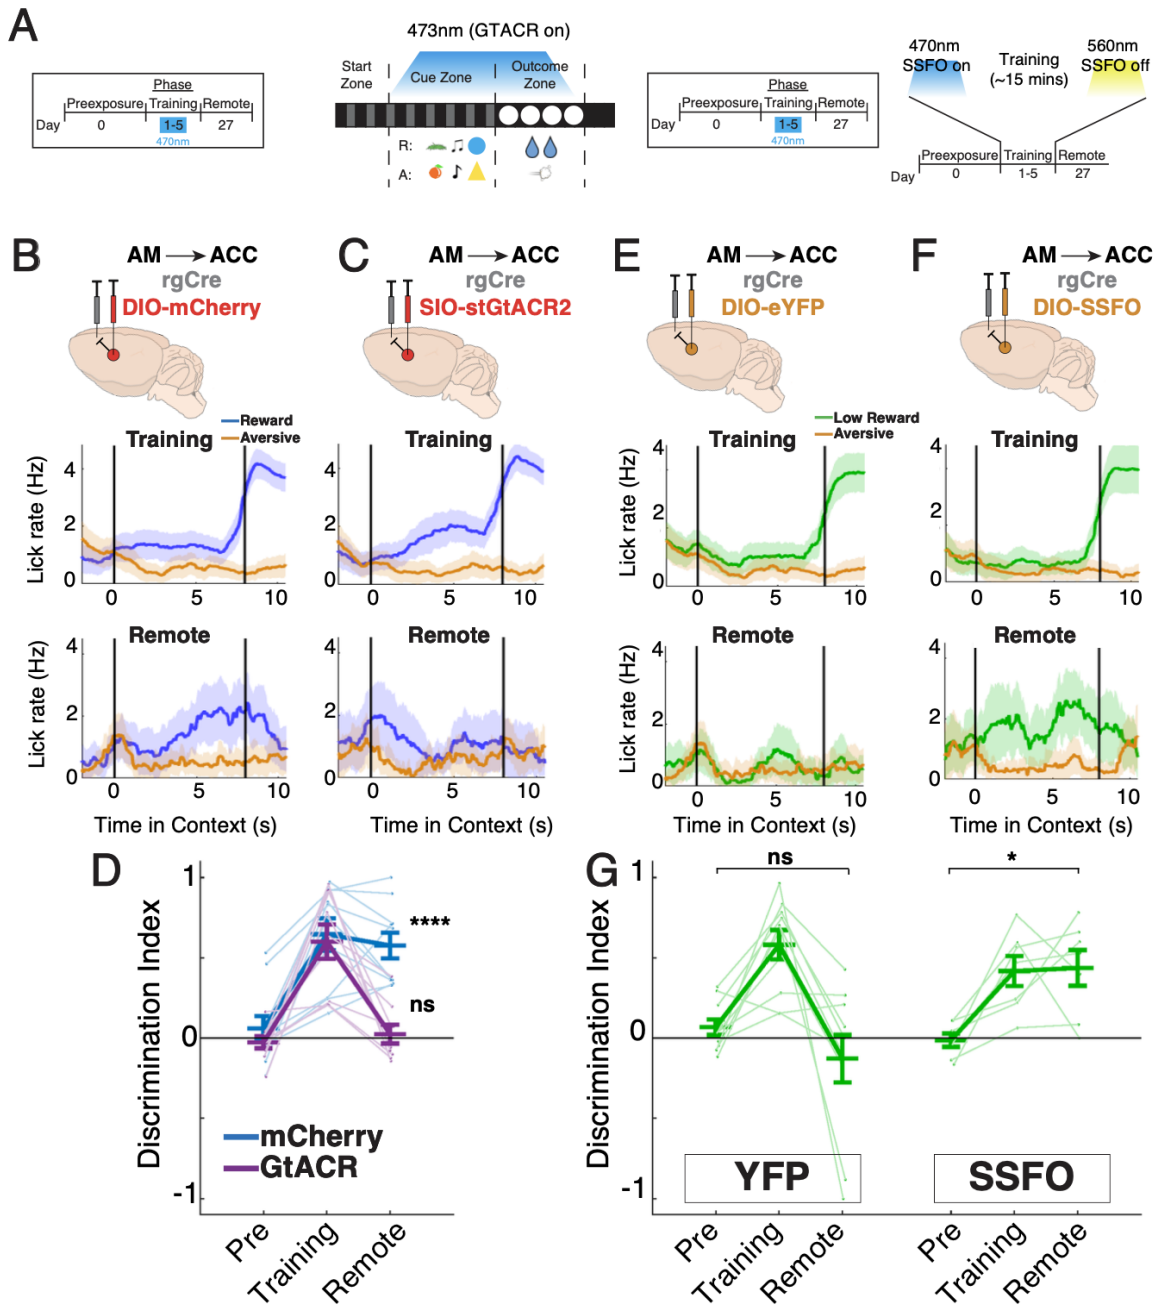 A
Phase
Preexposure Training Remote
Day 0 1-5 27
470nm
473nm (GTACR on)
Start Zone
Cue Zone
Outcome Zone
R:
A:
Phase
Preexposure Training Remote
Day 0 1-5 27
470nm
470nm SSFO on
Training (~15 mins)
560nm SSFO off
Preexposure Training Remote
Day 0 1-5 27
B
AM → ACC
rgCre
DIO-mCherry
C
AM → ACC
rgCre
SIO-stGtACR2
E
AM → ACC
rgCre
DIO-eYFP
F
AM → ACC
rgCre
DIO-SSFO
Reward
Aversive
Low Reward
Aversive
Training
Lick rate (Hz)
4
2
0
0 5 10
Training
4
2
0
0 5 10
Training
Lick rate (Hz)
4
2
0
0 5 10
Training
4
2
0
0 5 10
Remote
Lick rate (Hz)
4
2
0
0 5 10
Time in Context (s)
Remote
4
2
0
0 5 10
Time in Context (s)
Remote
Lick rate (Hz)
4
2
0
0 5 10
Time in Context (s)
Remote
4
2
0
0 5 10
Time in Context (s)
D
Discrimination Index
1
0
-1
****
ns
mCherry
GtACR
Pre Training Remote
G
Discrimination Index
1
0
-1
ns
*
YFP
SSFO
Pre Training Remote
Pre Training Remote